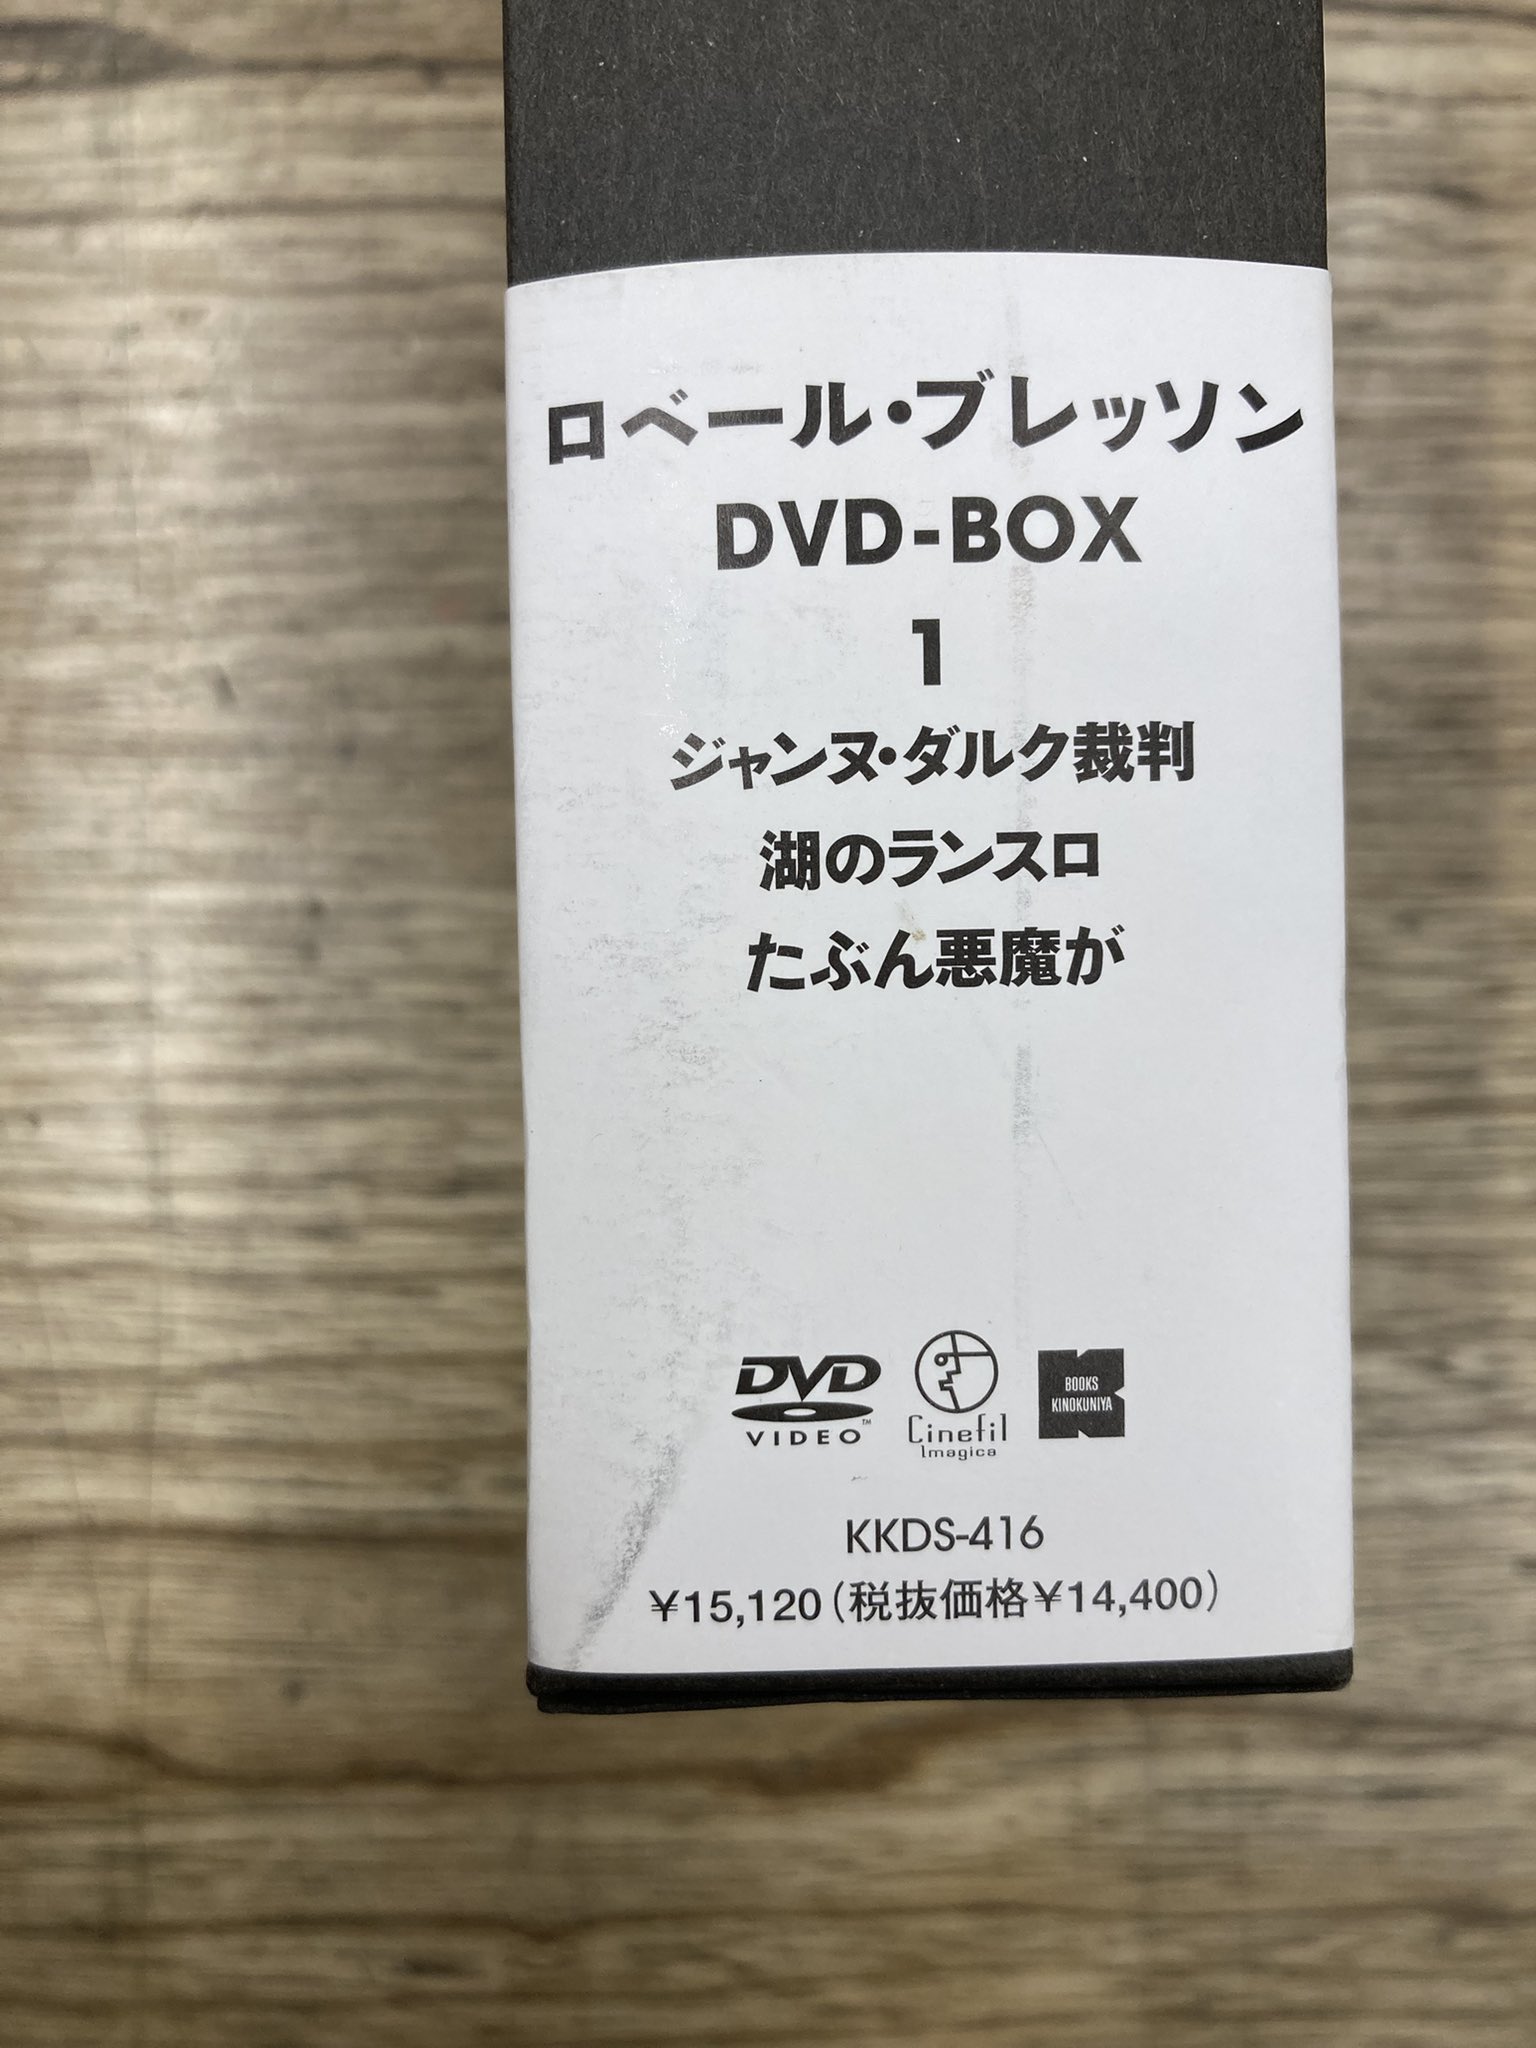 ロベール・ブレッソン
DVD-BOX
1
ジャンヌ・ダルク裁判
湖のランスロ
たぶん悪魔が
DVD
VIDEO
TM
Cinefil
Imagica
BOOKS
KINOKUNIYA
KKDS-416
¥15,120（税抜価格¥14,400）